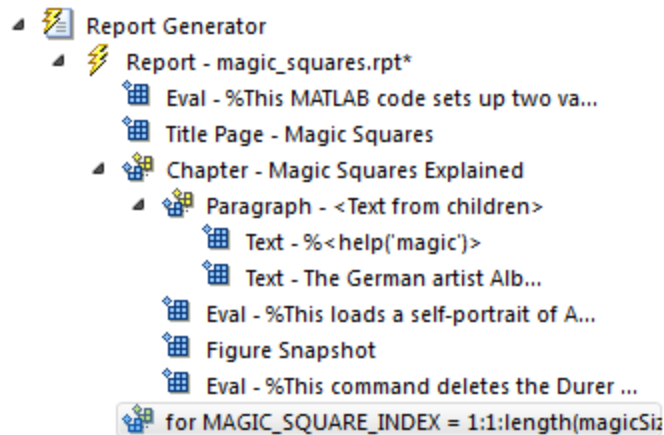 Report Generator
Report - magic_squares.rpt*
Eval - %This MATLAB code sets up two va...
Title Page - Magic Squares
Chapter - Magic Squares Explained
Paragraph - <Text from children>
Text - %<help('magic')>
Text - The German artist Alb...
Eval - %This loads a self-portrait of A...
Figure Snapshot
Eval - %This command deletes the Durer ...
for MAGIC_SQUARE_INDEX = 1:1:length(magicSiz